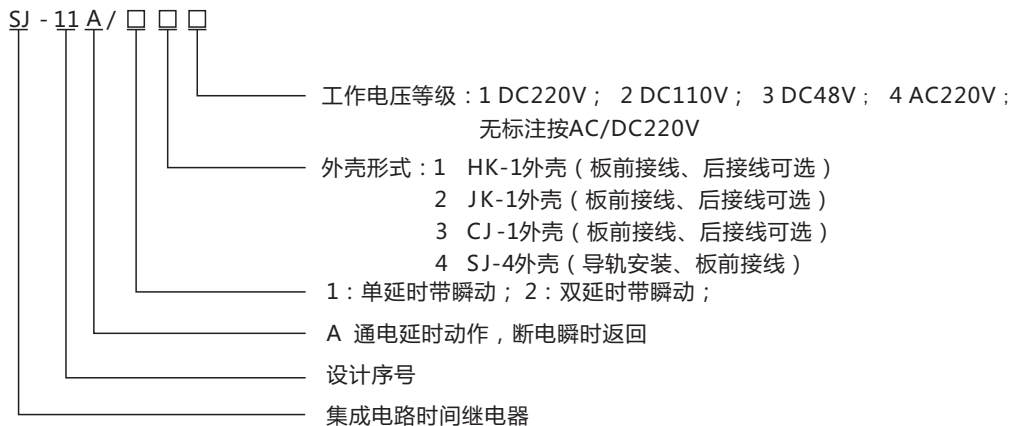 SJ - 11 A / □ □ □
工作电压等级：1 DC220V； 2 DC110V； 3 DC48V； 4 AC220V；
无标注按AC/DC220V
外壳形式：1 HK-1外壳（板前接线、后接线可选）
2 JK-1外壳（板前接线、后接线可选）
3 CJ-1外壳（板前接线、后接线可选）
4 SJ-4外壳（导轨安装、板前接线）
1：单延时带瞬动；2：双延时带瞬动；
A 通电延时动作，断电瞬时返回
设计序号
集成电路时间继电器